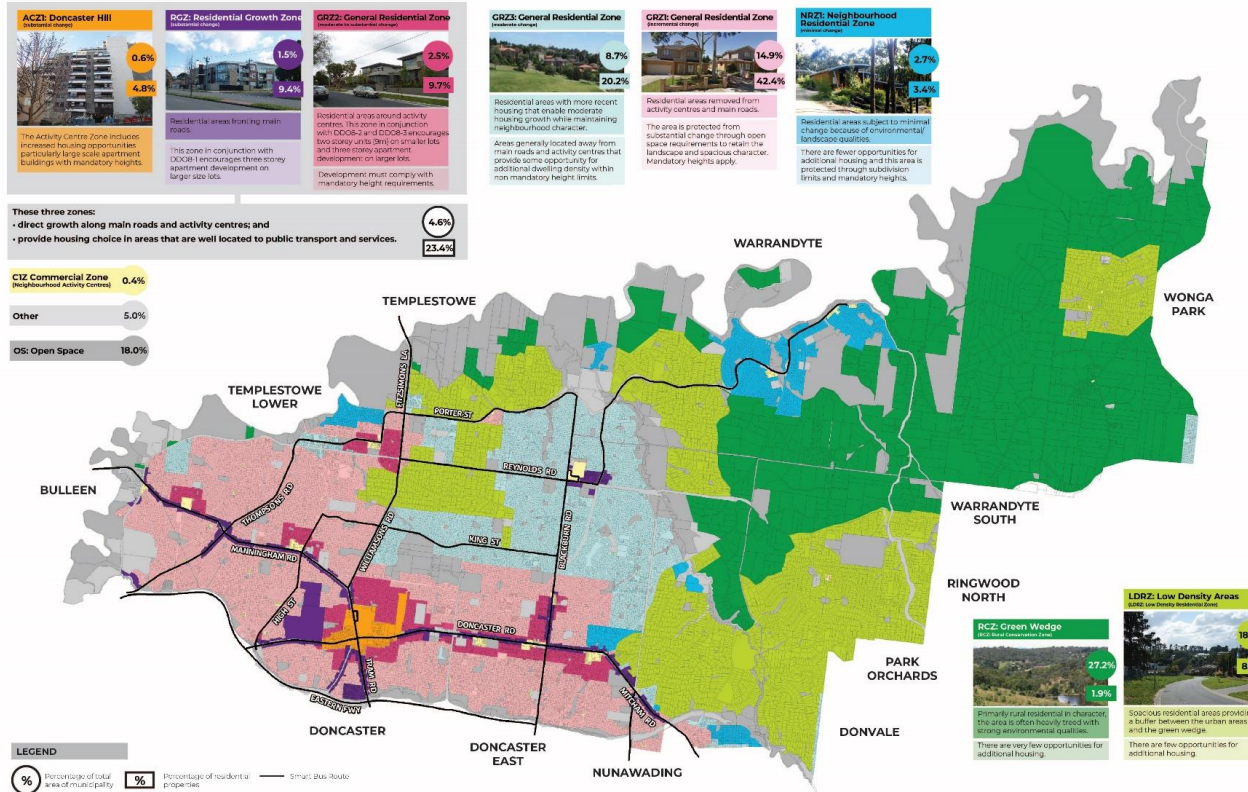 ACZ1: Doncaster Hill
(substantial change)
0.6%
4.8%
The Activity Centre Zone includes
increased housing opportunities
particularly large scale apartment
buildings with mandatory heights.
RGZ: Residential Growth Zone
(substantial change)
1.5%
9.4%
Residential areas fronting main
roads.
This zone in conjunction with
DDO8-1 encourages three storey
apartment development on
larger size lots.
GRZ2: General Residential Zone
(moderate to substantial change)
2.5%
9.7%
Residential areas around activity
centres. This zone in conjunction
with DDO8-2 and DDO8-3 encourages
two storey units (9m) on smaller lots
and three storey apartment
development on larger lots.
Development must comply with
mandatory height requirements.
GRZ3: General Residential Zone
(moderate change)
8.7%
20.2%
Residential areas with more recent
housing that enable moderate
housing growth while maintaining
neighbourhood character.
Areas generally located away from
main roads and activity centres that
provide some opportunity for
additional dwelling density within
non mandatory height limits.
GRZ1: General Residential Zone
(incremental change)
14.9%
42.4%
Residential areas removed from
activity centres and main roads.
The area is protected from
substantial change through open
space requirements to retain the
landscape and spacious character.
Mandatory heights apply.
NRZ1: Neighbourhood
Residential Zone
(minimal change)
2.7%
3.4%
Residential areas subject to minimal
change because of environmental/
landscape qualities.
There are fewer opportunities for
additional housing and this area is
protected through subdivision
limits and mandatory heights.
These three zones:
• direct growth along main roads and activity centres; and
• provide housing choice in areas that are well located to public transport and services.
4.6%
23.4%
C1Z Commercial Zone
(Neighbourhood Activity Centres)
0.4%
Other
5.0%
OS: Open Space
18.0%
WARRANDYTE
TEMPLESTOWE
WONGA
PARK
TEMPLESTOWE
LOWER
FITZSIMONS LA
PORTER ST
REYNOLDS RD
BULLEEN
THOMPSONS RD
MANNINGHAM RD
WILLIAMSONS RD
KING ST
BLACKBURN RD
WARRANDYTE
SOUTH
HIGH ST
DONCASTER RD
TRAM RD
EASTERN FWY
MITCHAM RD
RINGWOOD
NORTH
PARK
ORCHARDS
DONCASTER
DONCASTER
EAST
DONVALE
NUNAWADING
RCZ: Green Wedge
(RCZ: Rural Conservation Zone)
27.2%
1.9%
Primarily rural residential in character,
the area is often heavily treed with
strong environmental qualities.
There are very few opportunities for
additional housing.
LDRZ: Low Density Areas
(LDRZ: Low Density Residential Zone)
18
8
Spacious residential areas providin
a buffer between the urban areas
and the green wedge.
There are few opportunities for
additional housing.
LEGEND
% Percentage of total
area of municipality
% Percentage of residential
properties
Smart Bus Route